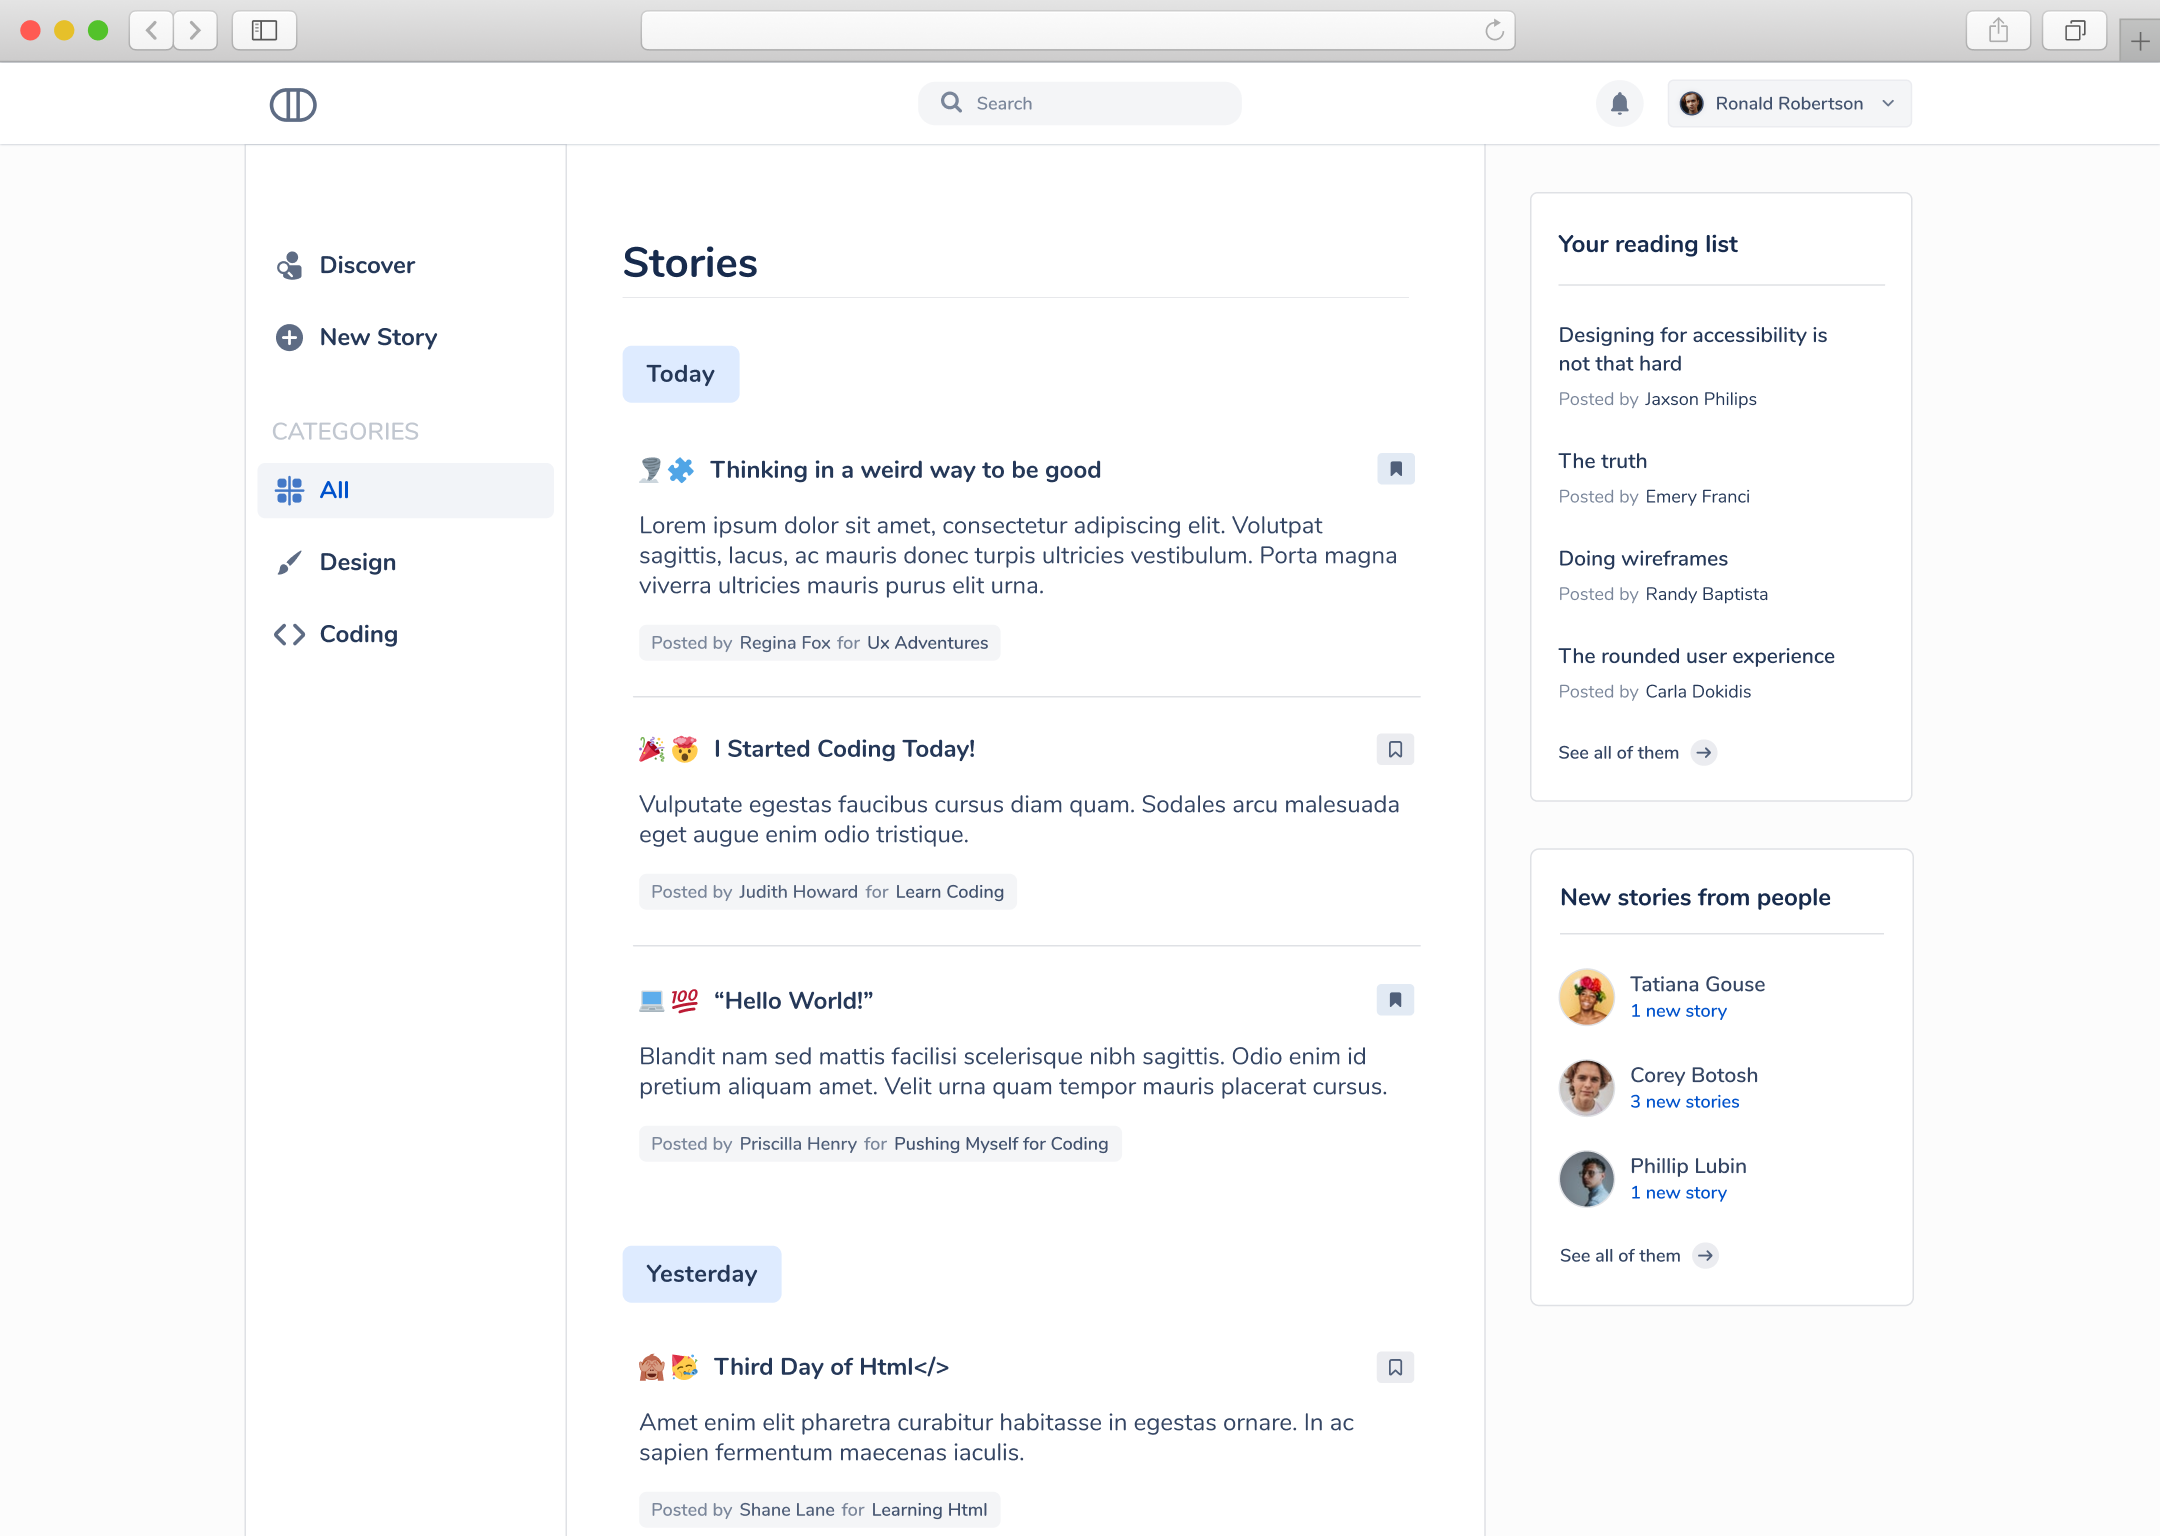 Search
Ronald Robertson
Discover
New Story
CATEGORIES
All
Design
Coding
Stories
Today
Thinking in a weird way to be good
Lorem ipsum dolor sit amet, consectetur adipiscing elit. Volutpat
sagittis, lacus, ac mauris donec turpis ultricies vestibulum. Porta magna
viverra ultricies mauris purus elit urna.
Posted by Regina Fox for Ux Adventures
I Started Coding Today!
Vulputate egestas faucibus cursus diam quam. Sodales arcu malesuada
eget augue enim odio tristique.
Posted by Judith Howard for Learn Coding
💻💯 “Hello World!”
Blandit nam sed mattis facilisi scelerisque nibh sagittis. Odio enim id
pretium aliquam amet. Velit urna quam tempor mauris placerat cursus.
Posted by Priscilla Henry for Pushing Myself for Coding
Yesterday
Third Day of Html</>
Amet enim elit pharetra curabitur habitasse in egestas ornare. In ac
sapien fermentum maecenas iaculis.
Posted by Shane Lane for Learning Html
Your reading list
Designing for accessibility is
not that hard
Posted by Jaxson Philips
The truth
Posted by Emery Franci
Doing wireframes
Posted by Randy Baptista
The rounded user experience
Posted by Carla Dokidis
See all of them
New stories from people
Tatiana Gouse
1 new story
Corey Botosh
3 new stories
Phillip Lubin
1 new story
See all of them